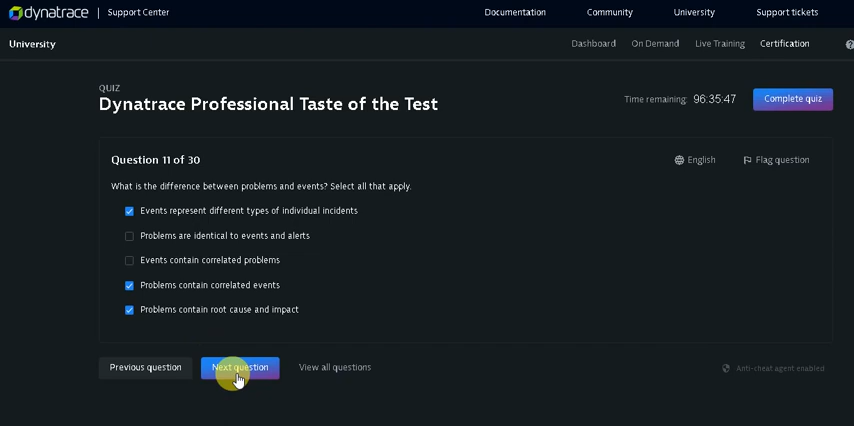 dynatrace | Support Center
Documentation Community University Support tickets
University
Dashboard On Demand Live Training Certification
QUIZ
Dynatrace Professional Taste of the Test
Time remaining: 96:35:47 Complete quiz
Question 11 of 30
English Flag question
What is the difference between problems and events? Select all that apply.
Events represent different types of individual incidents
Problems are identical to events and alerts
Events contain correlated problems
Problems contain correlated events
Problems contain root cause and impact
Previous question Next question View all questions
Anti-cheat agent enabled